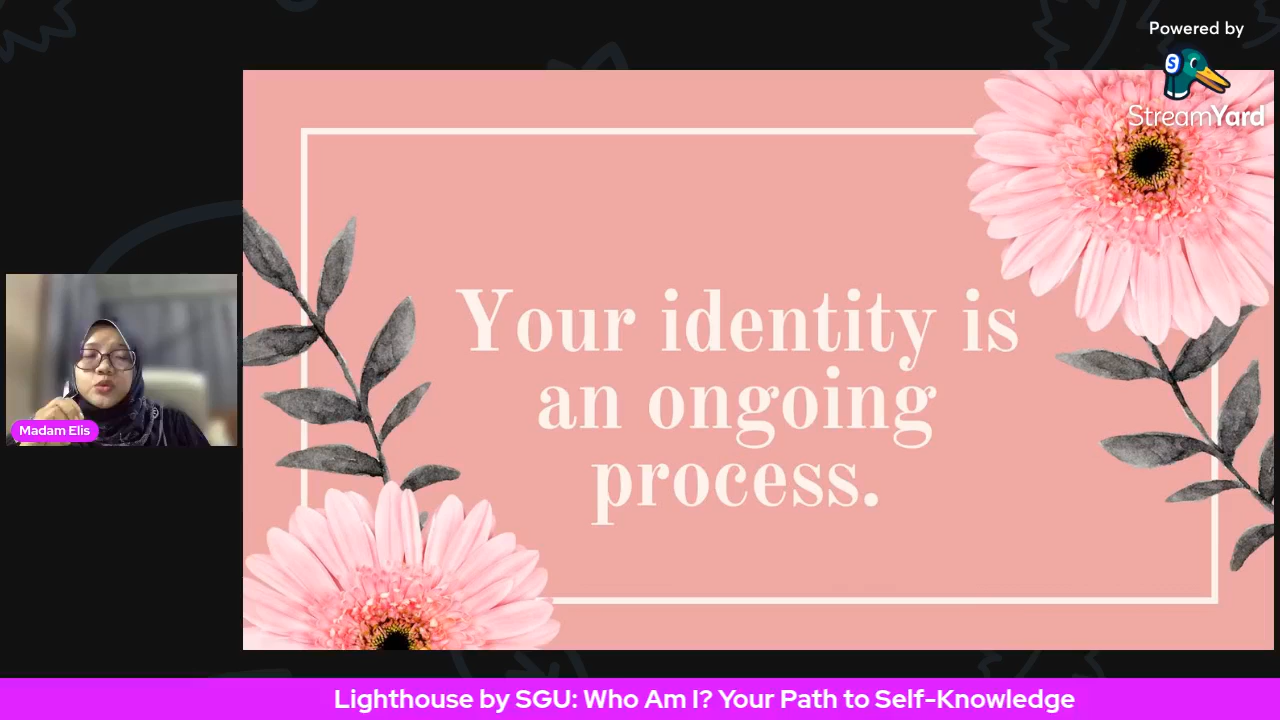 Powered by
S
StreamYard
Your identity is
an ongoing
process.
Madam Elis
Lighthouse by SGU: Who Am I? Your Path to Self-Knowledge